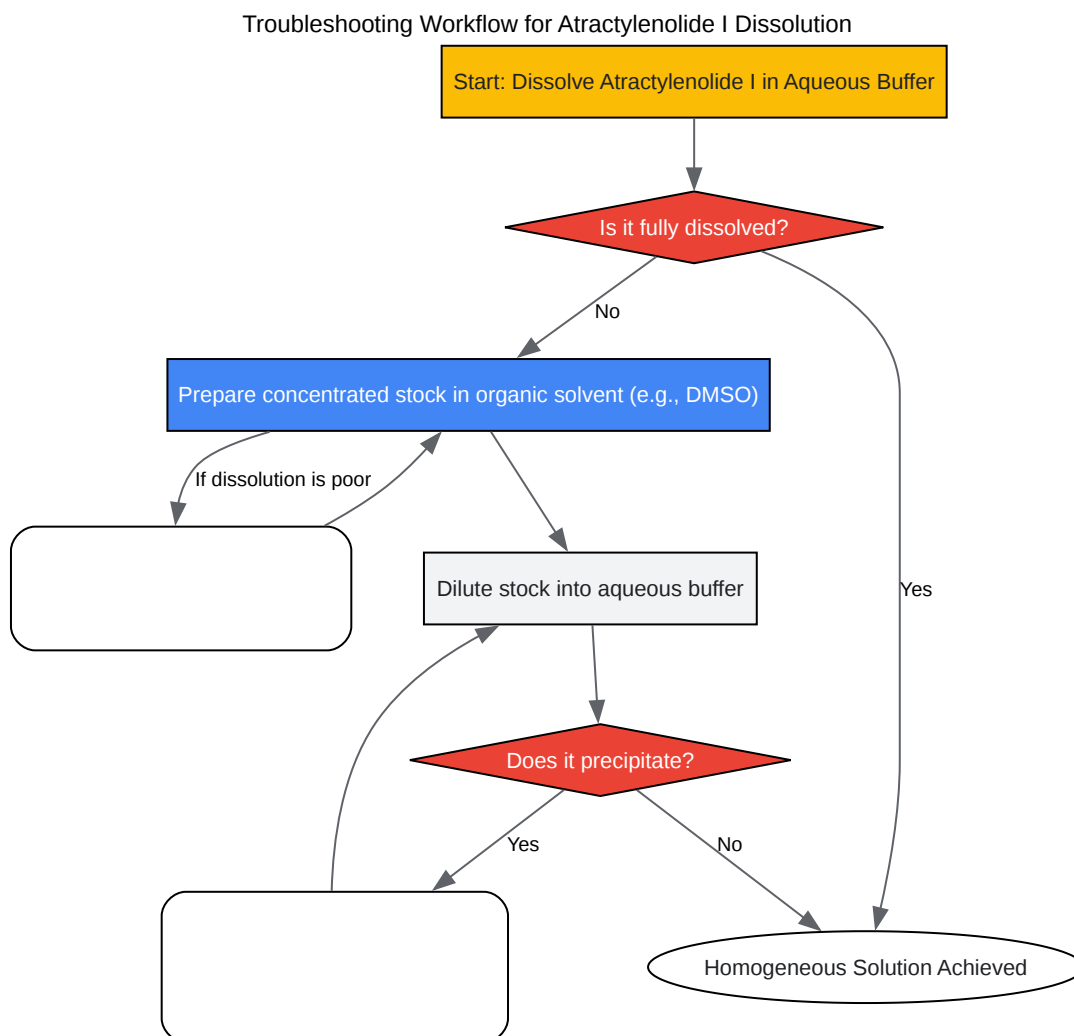 Troubleshooting Workflow for Atractylenolide I Dissolution
Start: Dissolve Atractylenolide I in Aqueous Buffer
Is it fully dissolved?
No
Prepare concentrated stock in organic solvent (e.g., DMSO)
If dissolution is poor
Dilute stock into aqueous buffer
Yes
Does it precipitate?
Yes
No
Homogeneous Solution Achieved